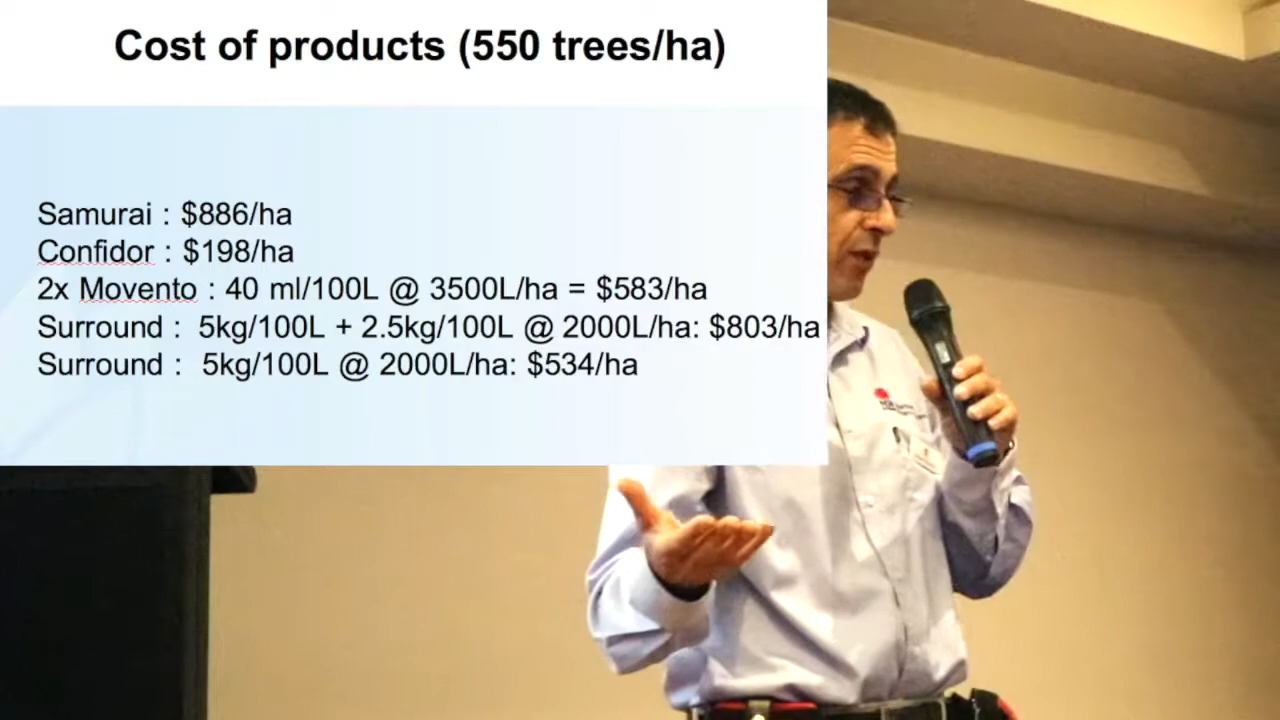 Cost of products (550 trees/ha)
Samurai : $886/ha
Confidor : $198/ha
2x Movento : 40 ml/100L @ 3500L/ha = $583/ha
Surround : 5kg/100L + 2.5kg/100L @ 2000L/ha: $803/ha
Surround : 5kg/100L @ 2000L/ha: $534/ha